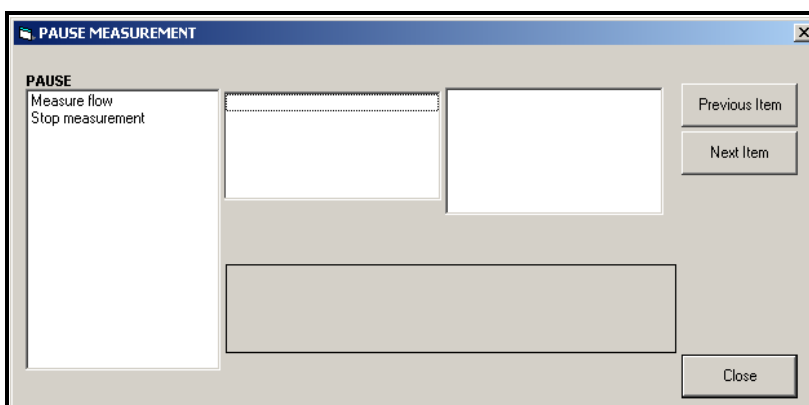 PAUSE MEASUREMENT
PAUSE
Measure flow
Stop measurement
Previous Item
Next Item
Close